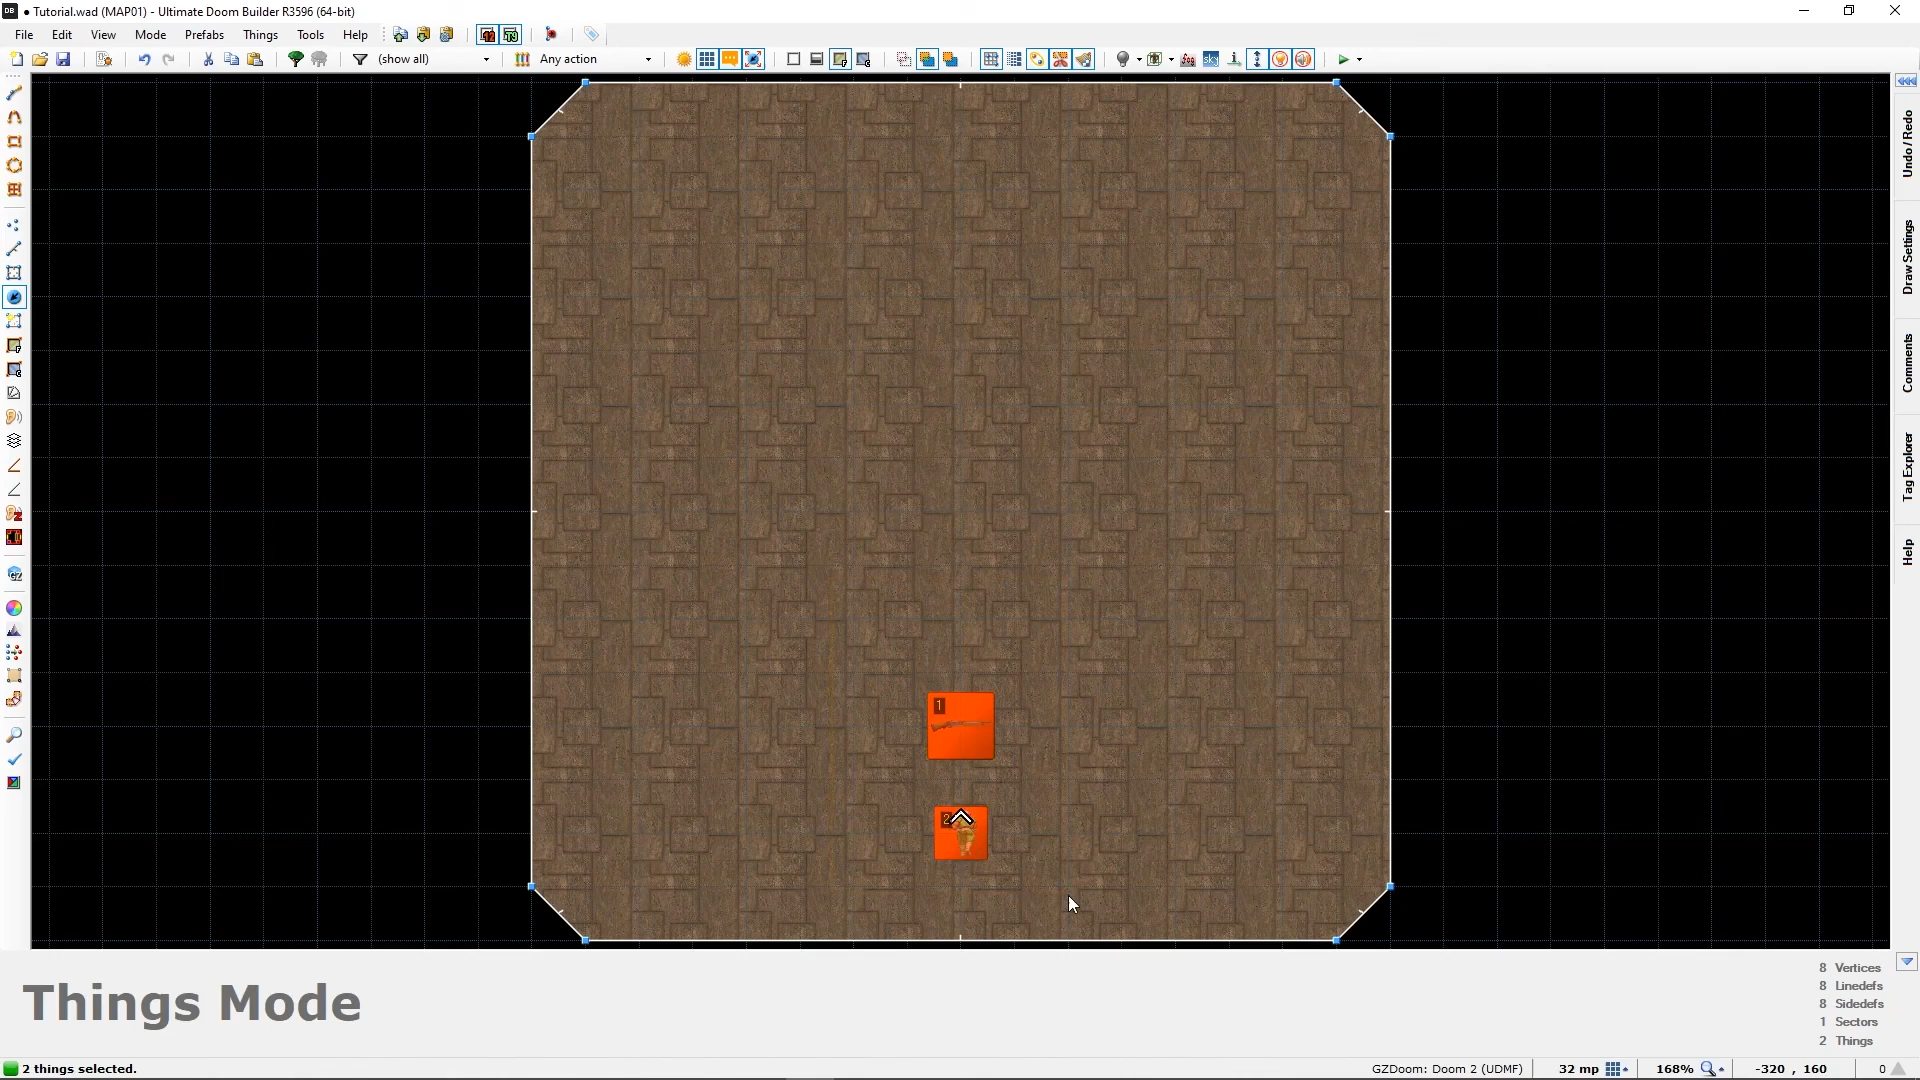 DB • Tutorial.wad (MAP01) - Ultimate Doom Builder R3596 (64-bit)
File Edit View Mode Prefabs Things Tools Help
(show all) Any action
Undo / Redo
Draw Settings
Comments
Tag Explorer
Help
1
2
Things Mode
8 Vertices
8 Linedefs
8 Sidedefs
1 Sectors
2 Things
2 things selected. GZDoom: Doom 2 (UDMF) 32 mp 168% -320 , 160 0